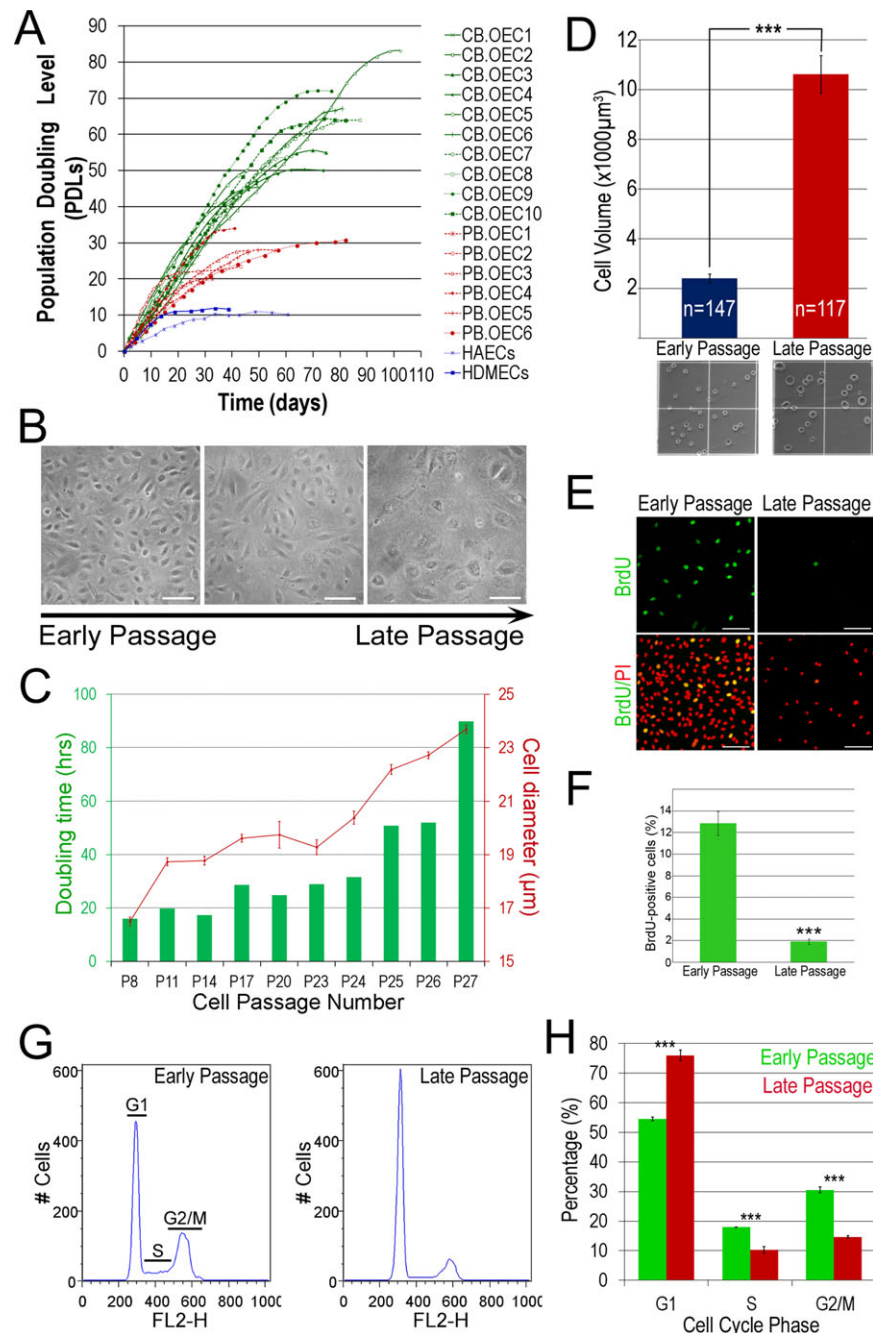 A
Population Doubling Level
(PDLs)
90
80
70
60
50
40
30
20
10
0
0 10 20 30 40 50 60 70 80 90 100 110
Time (days)
CB.OEC1
CB.OEC2
CB.OEC3
CB.OEC4
CB.OEC5
CB.OEC6
CB.OEC7
CB.OEC8
CB.OEC9
CB.OEC10
PB.OEC1
PB.OEC2
PB.OEC3
PB.OEC4
PB.OEC5
PB.OEC6
HAECs
HDMECs
B
Early Passage Late Passage
C
Doubling time (hrs)
100
80
60
40
20
0
P8 P11 P14 P17 P20 P23 P24 P25 P26 P27
Cell Passage Number
25
24
23
21
20
19
17
16
15
Cell diameter (µm)
D
Cell Volume (x1000µm³)
12
10
8
6
4
2
***
n=147 n=117
Early Passage Late Passage
E
Early Passage Late Passage
BrdU
BrdU/PI
F
BrdU-positive cells (%)
14
12
10
8
6
4
2
0
***
Early Passage Late Passage
G
# Cells
600
400
200
0
Early Passage
G1
S
G2/M
0 200 400 600 800 1000
FL2-H
# Cells
600
400
200
0
Late Passage
0 200 400 600 800 1000
FL2-H
H
Percentage (%)
80
70
60
50
40
30
20
10
0
Early Passage
Late Passage
***
***
***
G1 S G2/M
Cell Cycle Phase